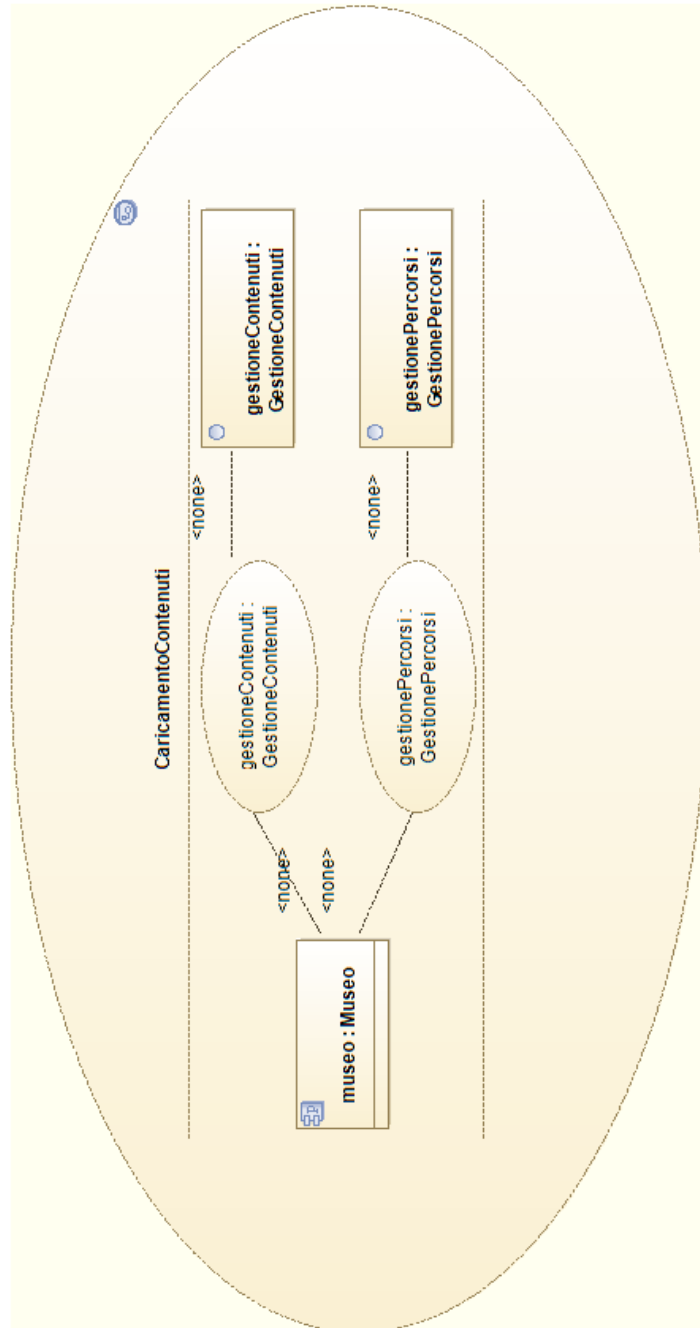 CaricamentoContenuti
museo : Museo
<none>
<none>
gestioneContenuti :
GestioneContenuti
<none>
gestioneContenuti :
GestioneContenuti
gestionePercorsi :
GestionePercorsi
<none>
gestionePercorsi :
GestionePercorsi